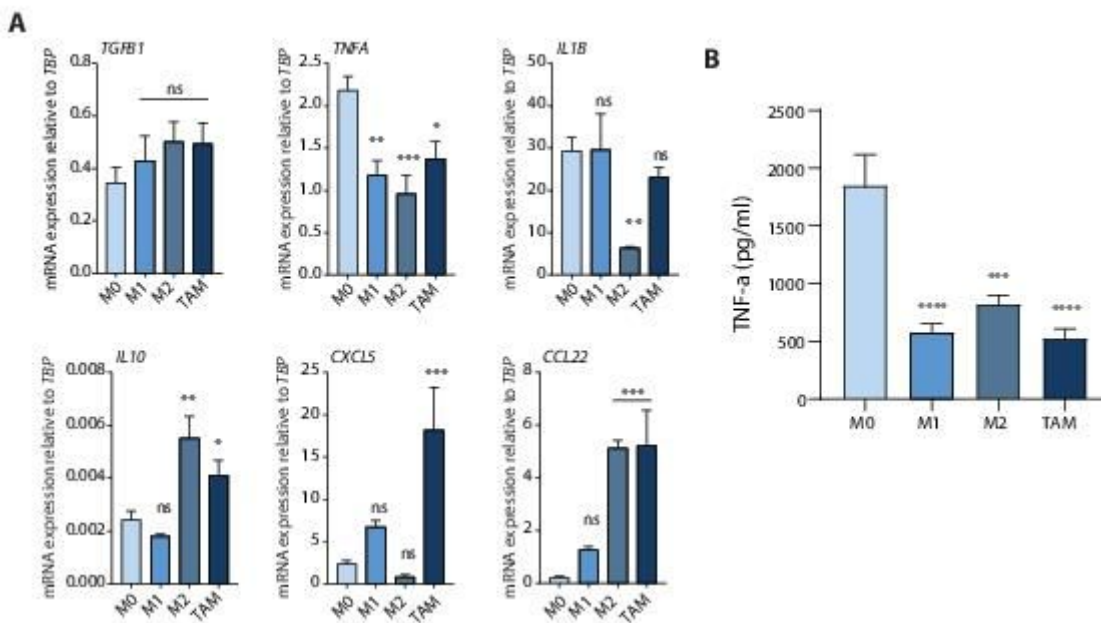 A
TGFB1
mRNA expression relative to TBP
0.8
0.6
0.4
0.2
0.0
ns
M0
M1
M2
TAM
TNFA
mRNA expression relative to TBP
2.5
2.0
1.5
1.0
0.5
0.0
**
***
*
M0
M1
M2
TAM
IL1B
mRNA expression relative to TBP
50
40
30
20
10
0
ns
**
ns
M0
M1
M2
TAM
B
TNF-a (pg/ml)
2500
2000
1500
1000
500
0
****
***
****
M0
M1
M2
TAM
IL10
mRNA expression relative to TBP
0.008
0.006
0.004
0.002
0.000
ns
**
*
M0
M1
M2
TAM
CXCL5
mRNA expression relative to TBP
25
20
15
10
5
0
ns
ns
***
M0
M1
M2
TAM
CCL22
mRNA expression relative to TBP
8
6
4
2
0
ns
***
M0
M1
M2
TAM